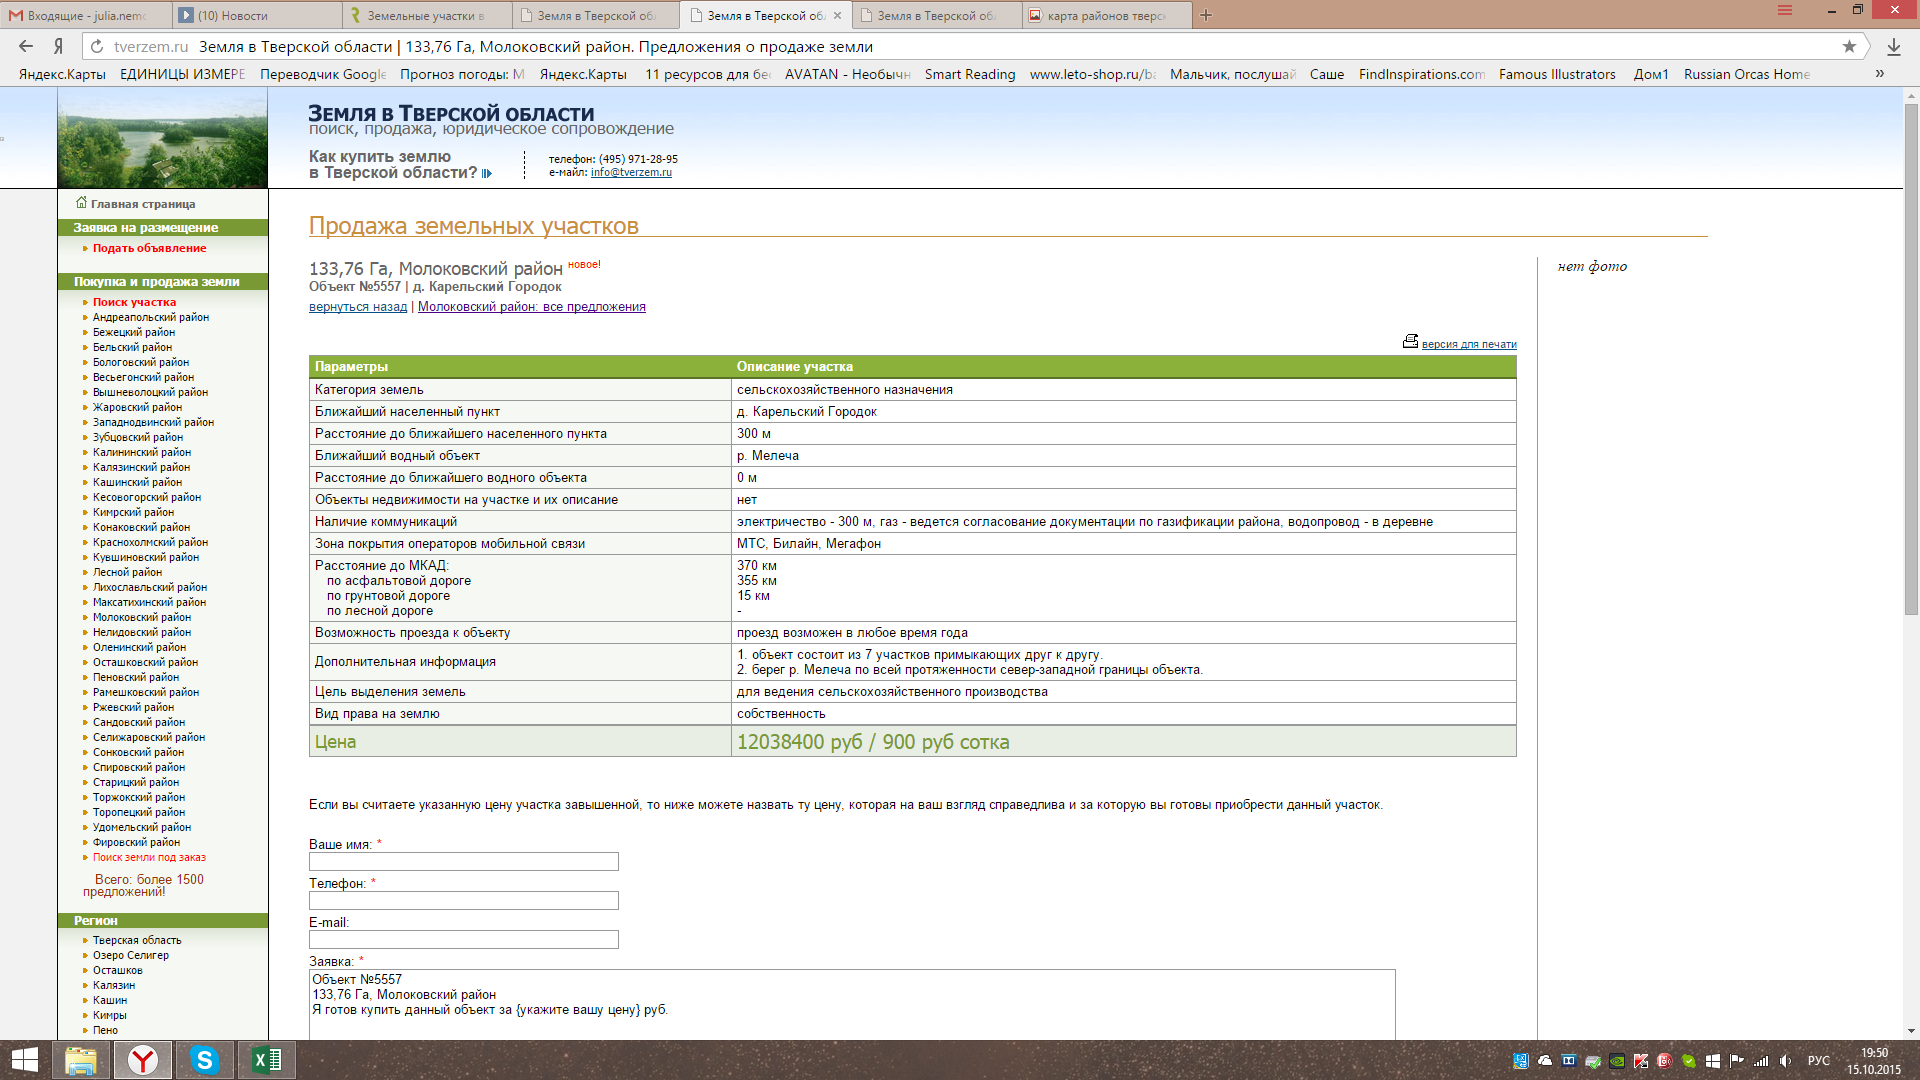 Входящие - julia.nemo
(10) Новости
Земельные участки в
Земля в Тверской обл
Земля в Тверской об
Земля в Тверской об
карта районов тверск
tverzem.ru Земля в Тверской области | 133,76 Га, Молоковский район. Предложения о продаже земли
Яндекс.Карты ЕДИНИЦЫ ИЗМЕРЕ Переводчик Google Прогноз погоды: М Яндекс.Карты 11 ресурсов для бе AVATAN - Необычн Smart Reading www.leto-shop.ru/ba Мальчик, послушай Саше FindInspirations.com Famous Illustrators Дом1 Russian Orcas Home »
Земля в Тверской области
поиск, продажа, юридическое сопровождение
Как купить землю
в Тверской области?
телефон: (495) 971-28-95
е-майл: info@tverzem.ru
Главная страница
Заявка на размещение
Подать объявление
Покупка и продажа земли
Поиск участка
Андреапольский район
Бежецкий район
Бельский район
Бологовский район
Весьегонский район
Вышневолоцкий район
Жаровский район
Западнодвинский район
Зубцовский район
Калининский район
Калязинский район
Кашинский район
Кесовогорский район
Кимрский район
Конаковский район
Краснохолмский район
Кувшиновский район
Лесной район
Лихославльский район
Максатихинский район
Молоковский район
Нелидовский район
Оленинский район
Осташковский район
Пеновский район
Рамешковский район
Ржевский район
Сандовский район
Селижаровский район
Сонковский район
Спировский район
Старицкий район
Торжокский район
Торопецкий район
Удомельский район
Фировский район
Поиск земли под заказ
Всего: более 1500
предложений!
Регион
Тверская область
Озеро Селигер
Осташков
Калязин
Кашин
Кимры
Пено
Продажа земельных участков
133,76 Га, Молоковский район новое!
Объект №5557 | д. Карельский Городок
вернуться назад | Молоковский район: все предложения
нет фото
версия для печати
Параметры Описание участка
Категория земель сельскохозяйственного назначения
Ближайший населенный пункт д. Карельский Городок
Расстояние до ближайшего населенного пункта 300 м
Ближайший водный объект р. Мелеча
Расстояние до ближайшего водного объекта 0 м
Объекты недвижимости на участке и их описание нет
Наличие коммуникаций электричество - 300 м, газ - ведется согласование документации по газификации района, водопровод - в деревне
Зона покрытия операторов мобильной связи МТС, Билайн, Мегафон
Расстояние до МКАД: 370 км
по асфальтовой дороге 355 км
по грунтовой дороге 15 км
по лесной дороге -
Возможность проезда к объекту проезд возможен в любое время года
Дополнительная информация
1. объект состоит из 7 участков примыкающих друг к другу.
2. берег р. Мелеча по всей протяженности север-западной границы объекта.
Цель выделения земель для ведения сельскохозяйственного производства
Вид права на землю собственность
Цена 12038400 руб / 900 руб сотка
Если вы считаете указанную цену участка завышенной, то ниже можете назвать ту цену, которая на ваш взгляд справедлива и за которую вы готовы приобрести данный участок.
Ваше имя: *
Телефон: *
E-mail:
Заявка: *
Объект №5557
133,76 Га, Молоковский район
Я готов купить данный объект за {укажите вашу цену} руб.
РУС
19:50
15.10.2015